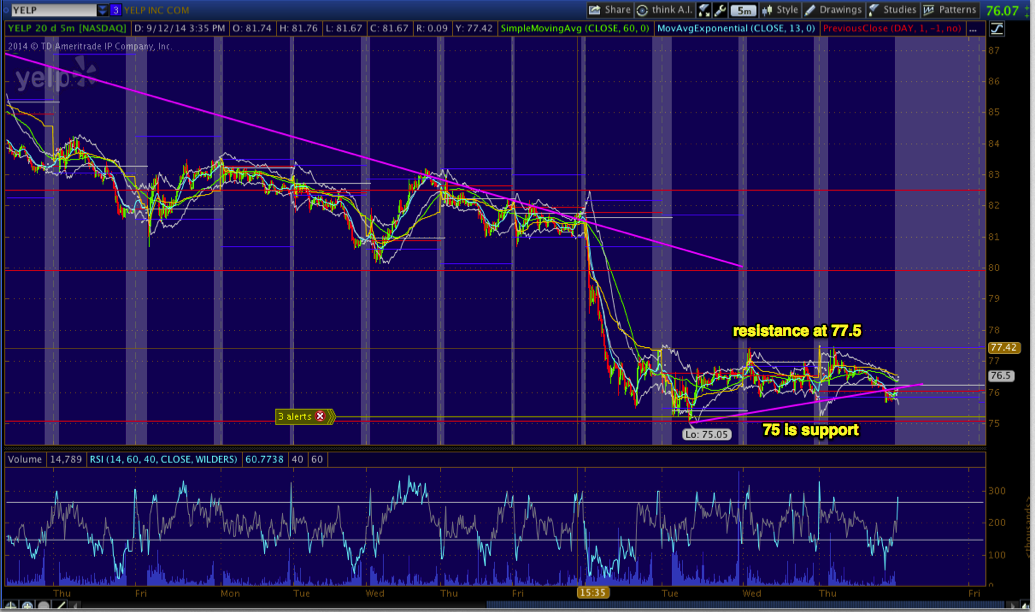 YELP 3 YELP INC COM Share think A.I. 5m Style Drawings Studies Patterns 76.07
YELP 20 d 5m [NASDAQ] D: 9/12/14 3:35 PM O: 81.74 H: 81.76 L: 81.67 C: 81.67 R: 0.09 Y: 77.42 SimpleMovingAvg (CLOSE, 60, 0) MovAvgExponential (CLOSE, 13, 0) PreviousClose (DAY, 1, -1, no) ...
2014 © TD Ameritrade IP Company, Inc.
yelp
87
86
85
84
83
82
81
80
79
78
resistance at 77.5
77.42
77
76.5
76
3 alerts
75
75 is support
Lo: 75.05
Volume 14,789 RSI (14, 60, 40, CLOSE, WILDERS) 60.7738 40 60
300
200
100
0
Thu Fri Mon Tue Wed Thu Fri 15:35 Tue Wed Thu Fri